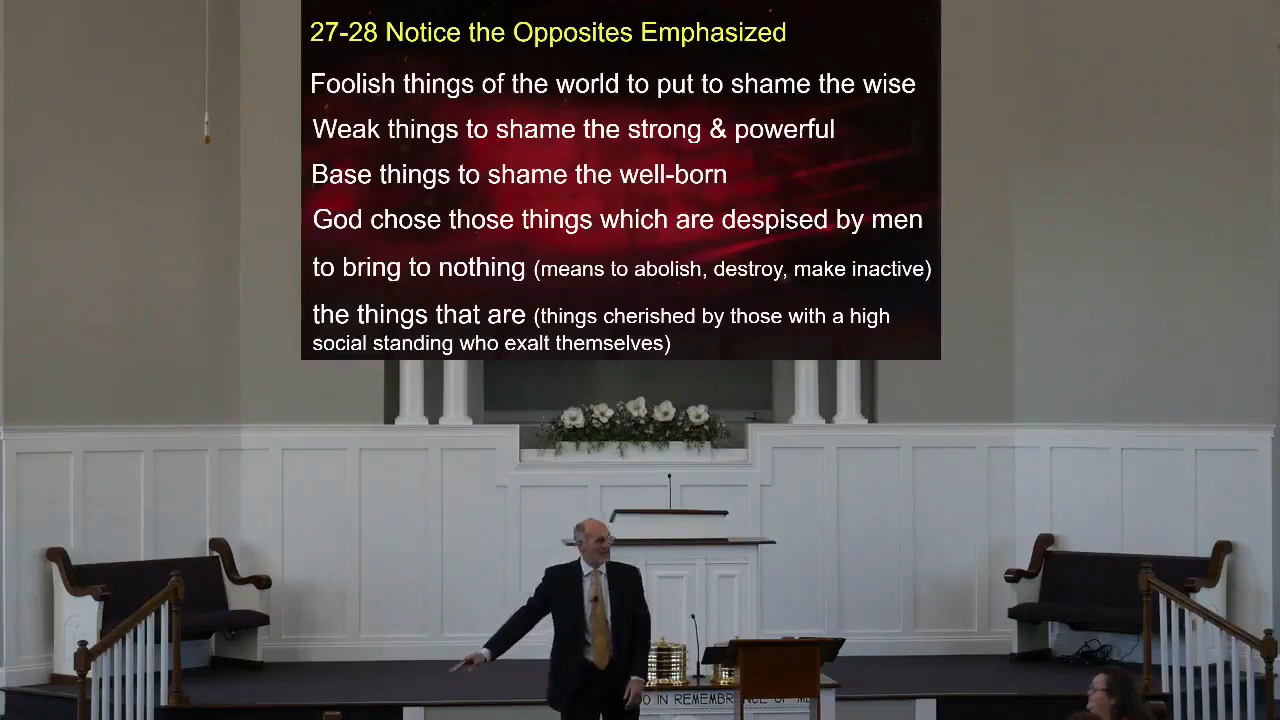 27-28 Notice the Opposites Emphasized
Foolish things of the world to put to shame the wise
Weak things to shame the strong & powerful
Base things to shame the well-born
God chose those things which are despised by men
to bring to nothing (means to abolish, destroy, make inactive)
the things that are (things cherished by those with a high
social standing who exalt themselves)
IN REMEMBRANCE OF